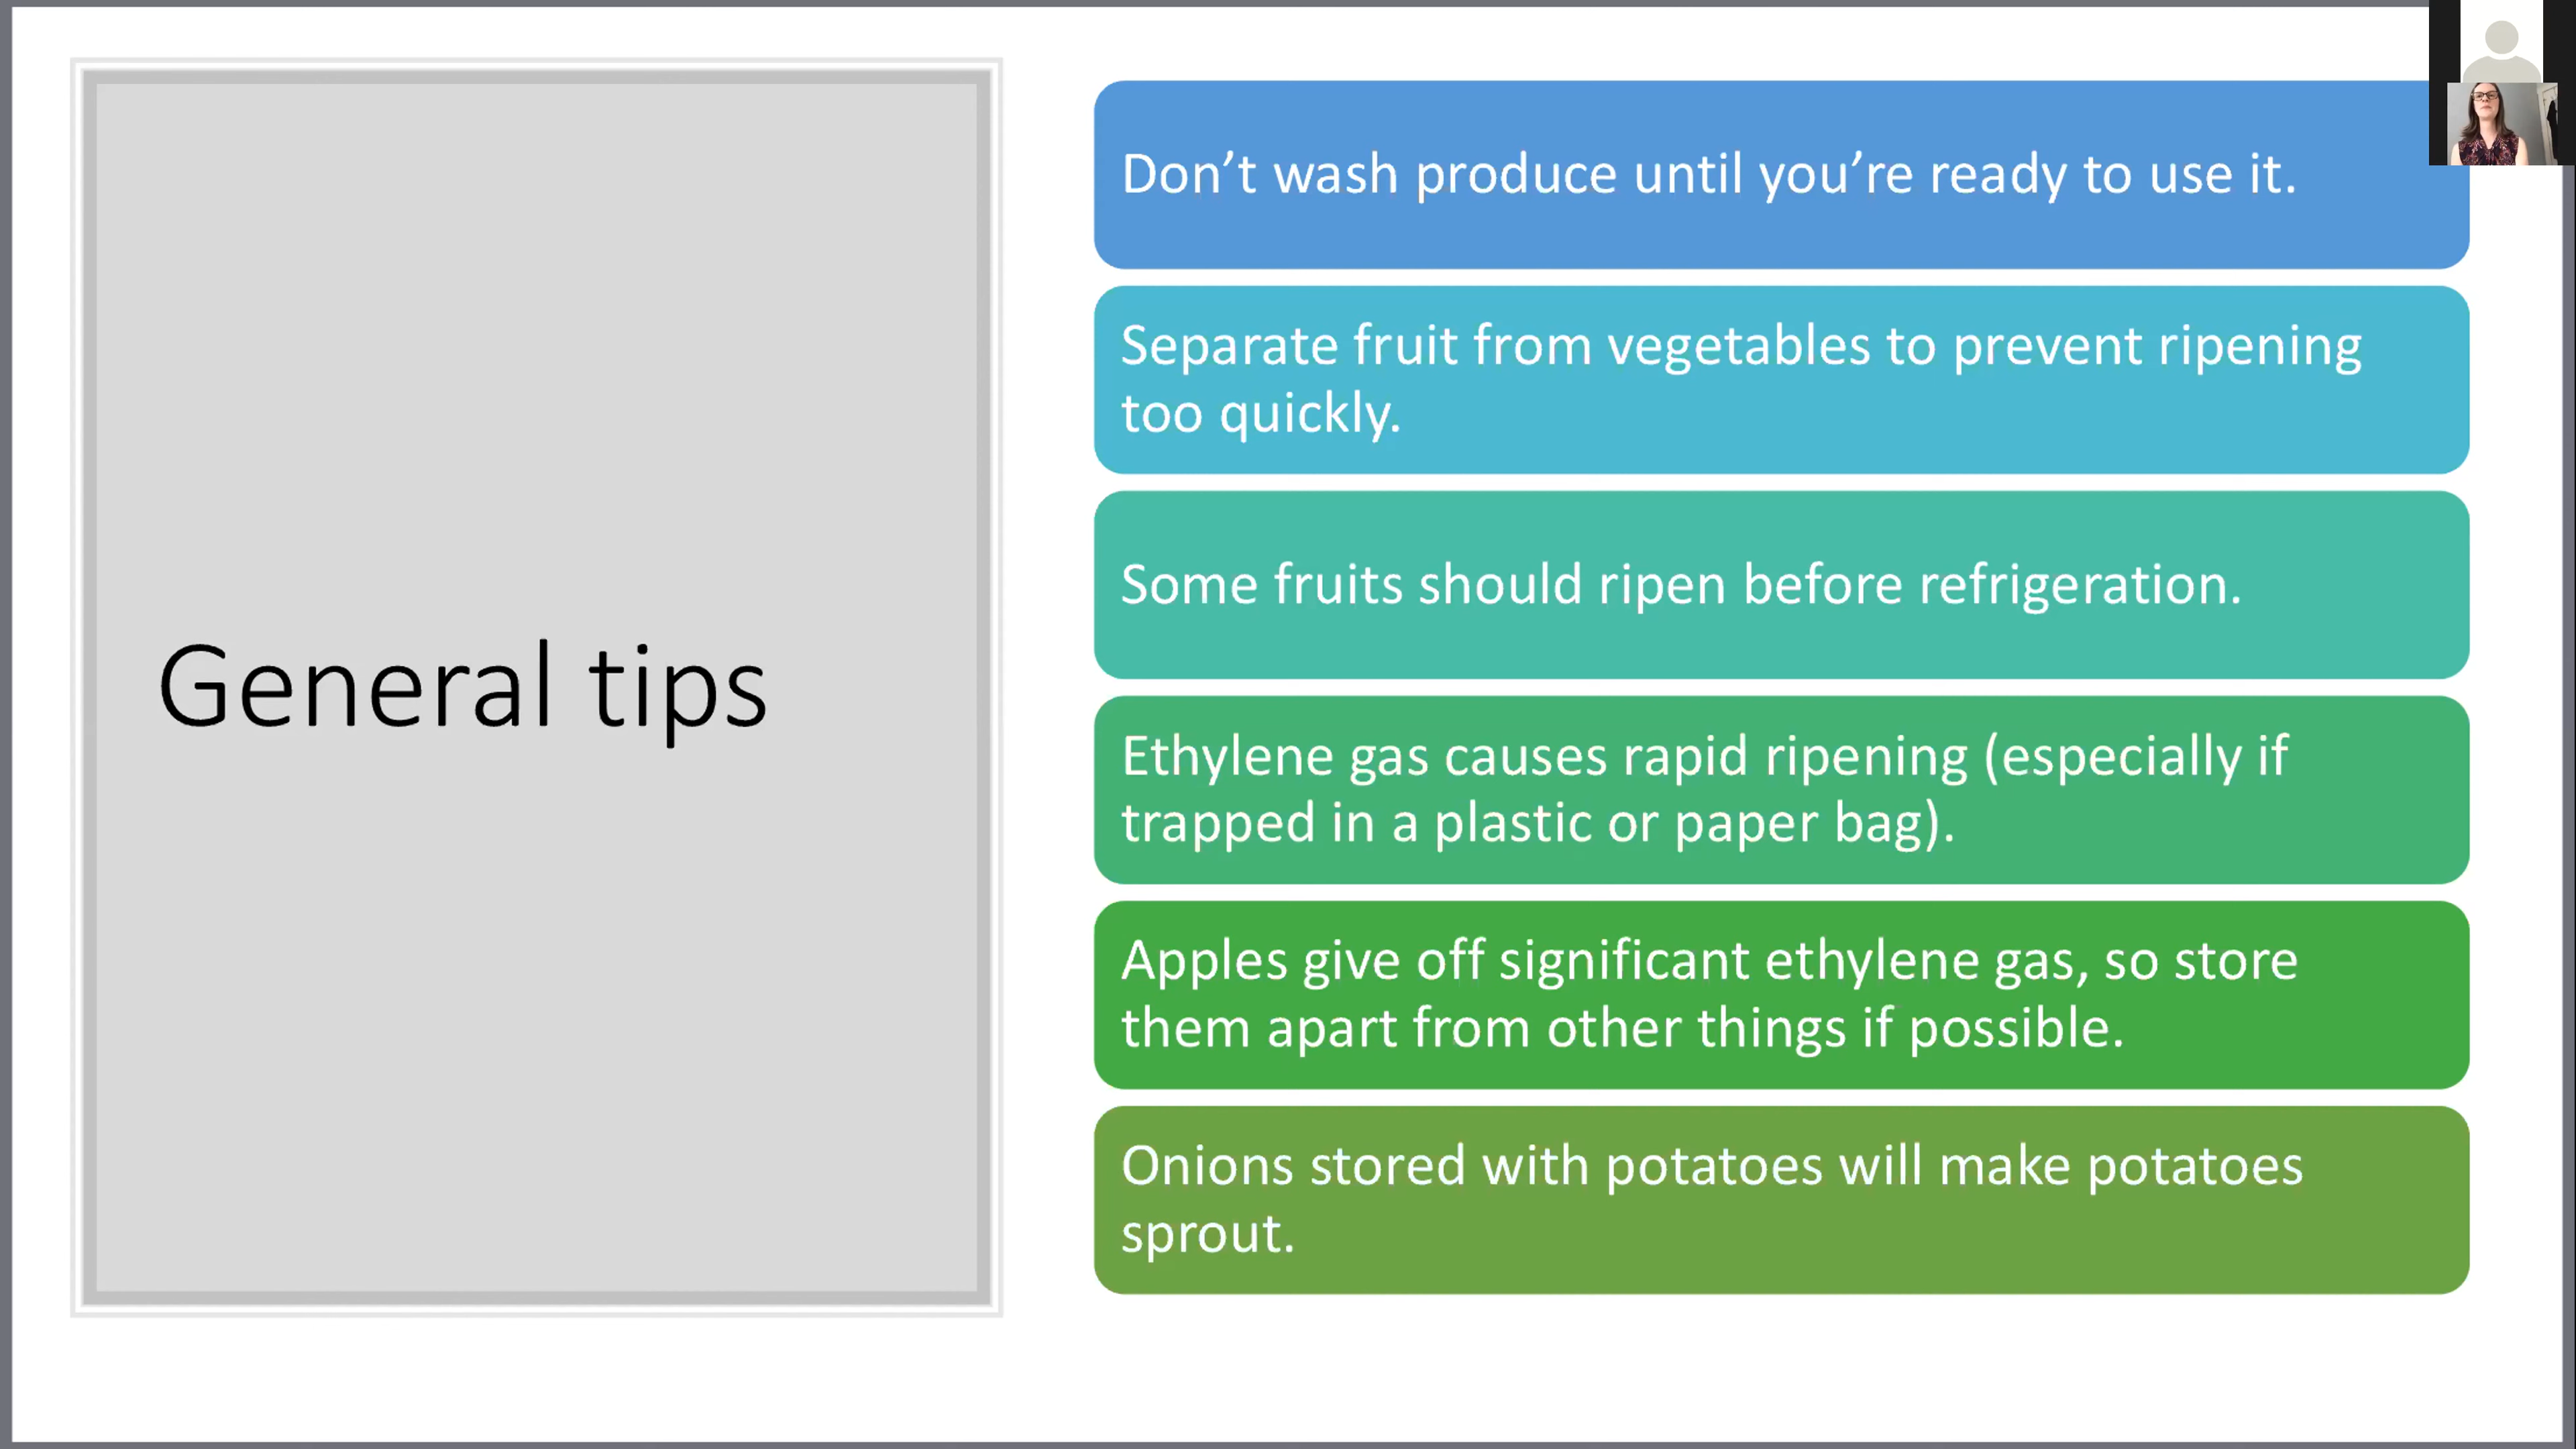 General tips
Don’t wash produce until you’re ready to use it.
Separate fruit from vegetables to prevent ripening
too quickly.
Some fruits should ripen before refrigeration.
Ethylene gas causes rapid ripening (especially if
trapped in a plastic or paper bag).
Apples give off significant ethylene gas, so store
them apart from other things if possible.
Onions stored with potatoes will make potatoes
sprout.